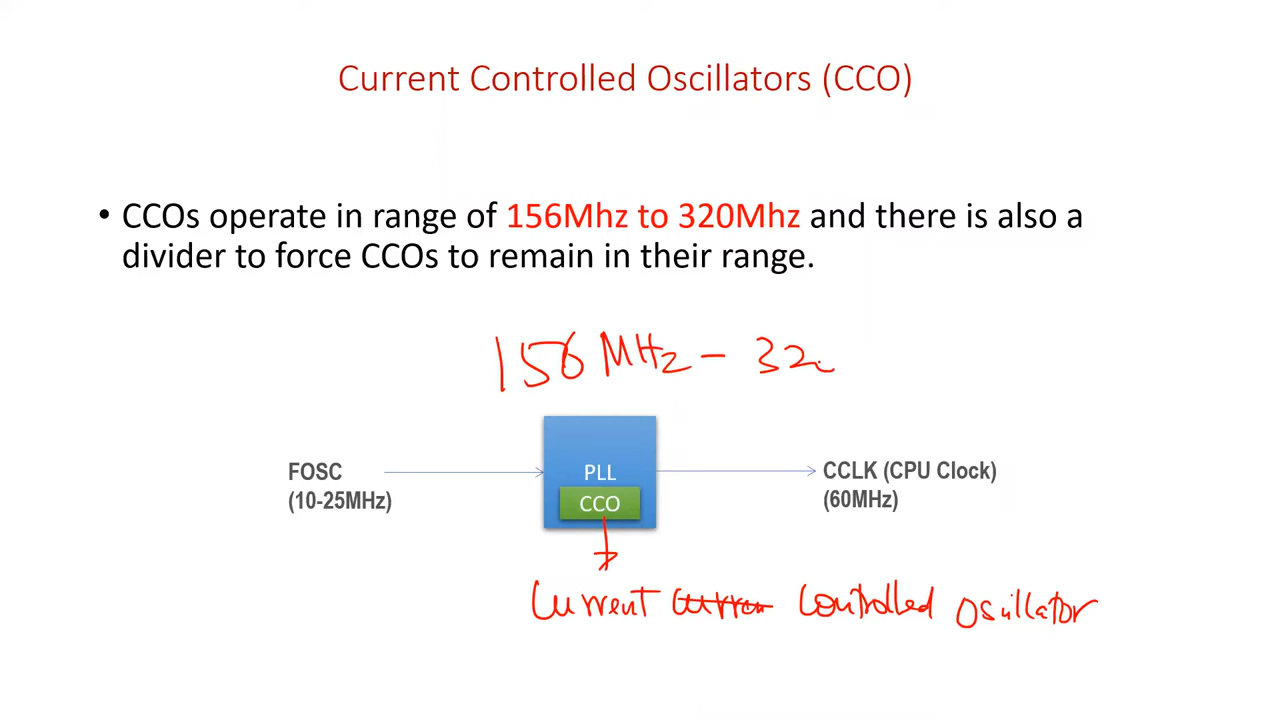 Current Controlled Oscillators (CCO)
• CCOs operate in range of 156Mhz to 320Mhz and there is also a
divider to force CCOs to remain in their range.
156 MHz - 320
FOSC
(10-25MHz)
PLL
CCO
CCLK (CPU Clock)
(60MHz)
Current Curren Controlled Oscillator